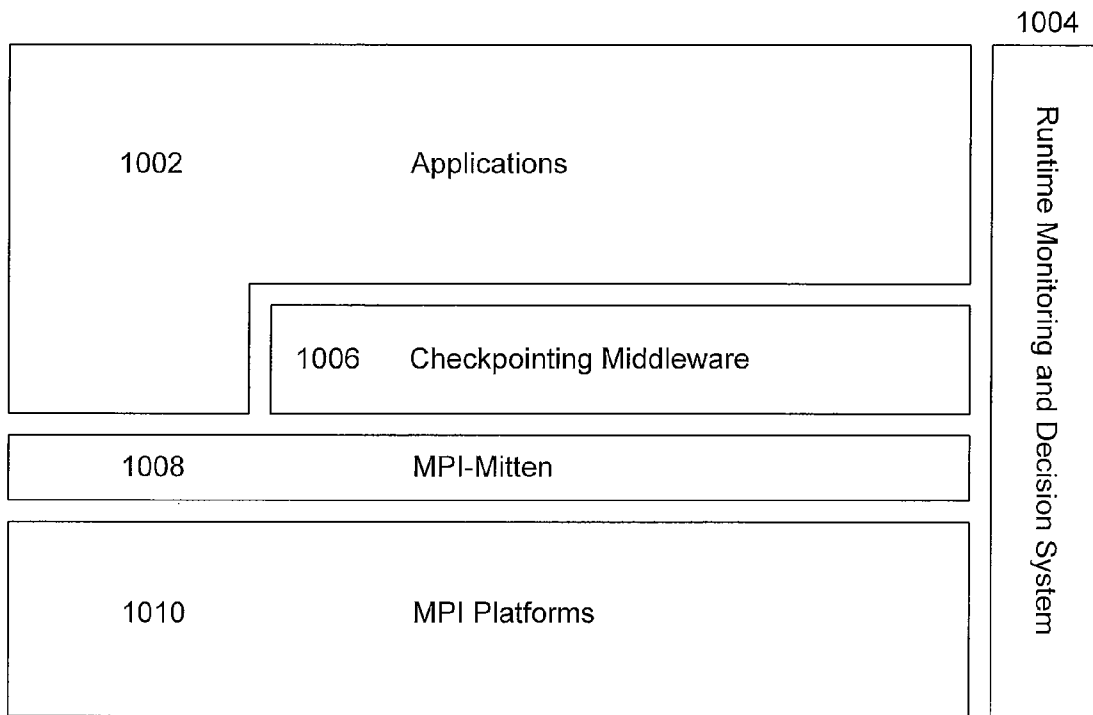 1004
1002 Applications
1006 Checkpointing Middleware
1008 MPI-Mitten
1010 MPI Platforms
Runtime Monitoring and Decision System